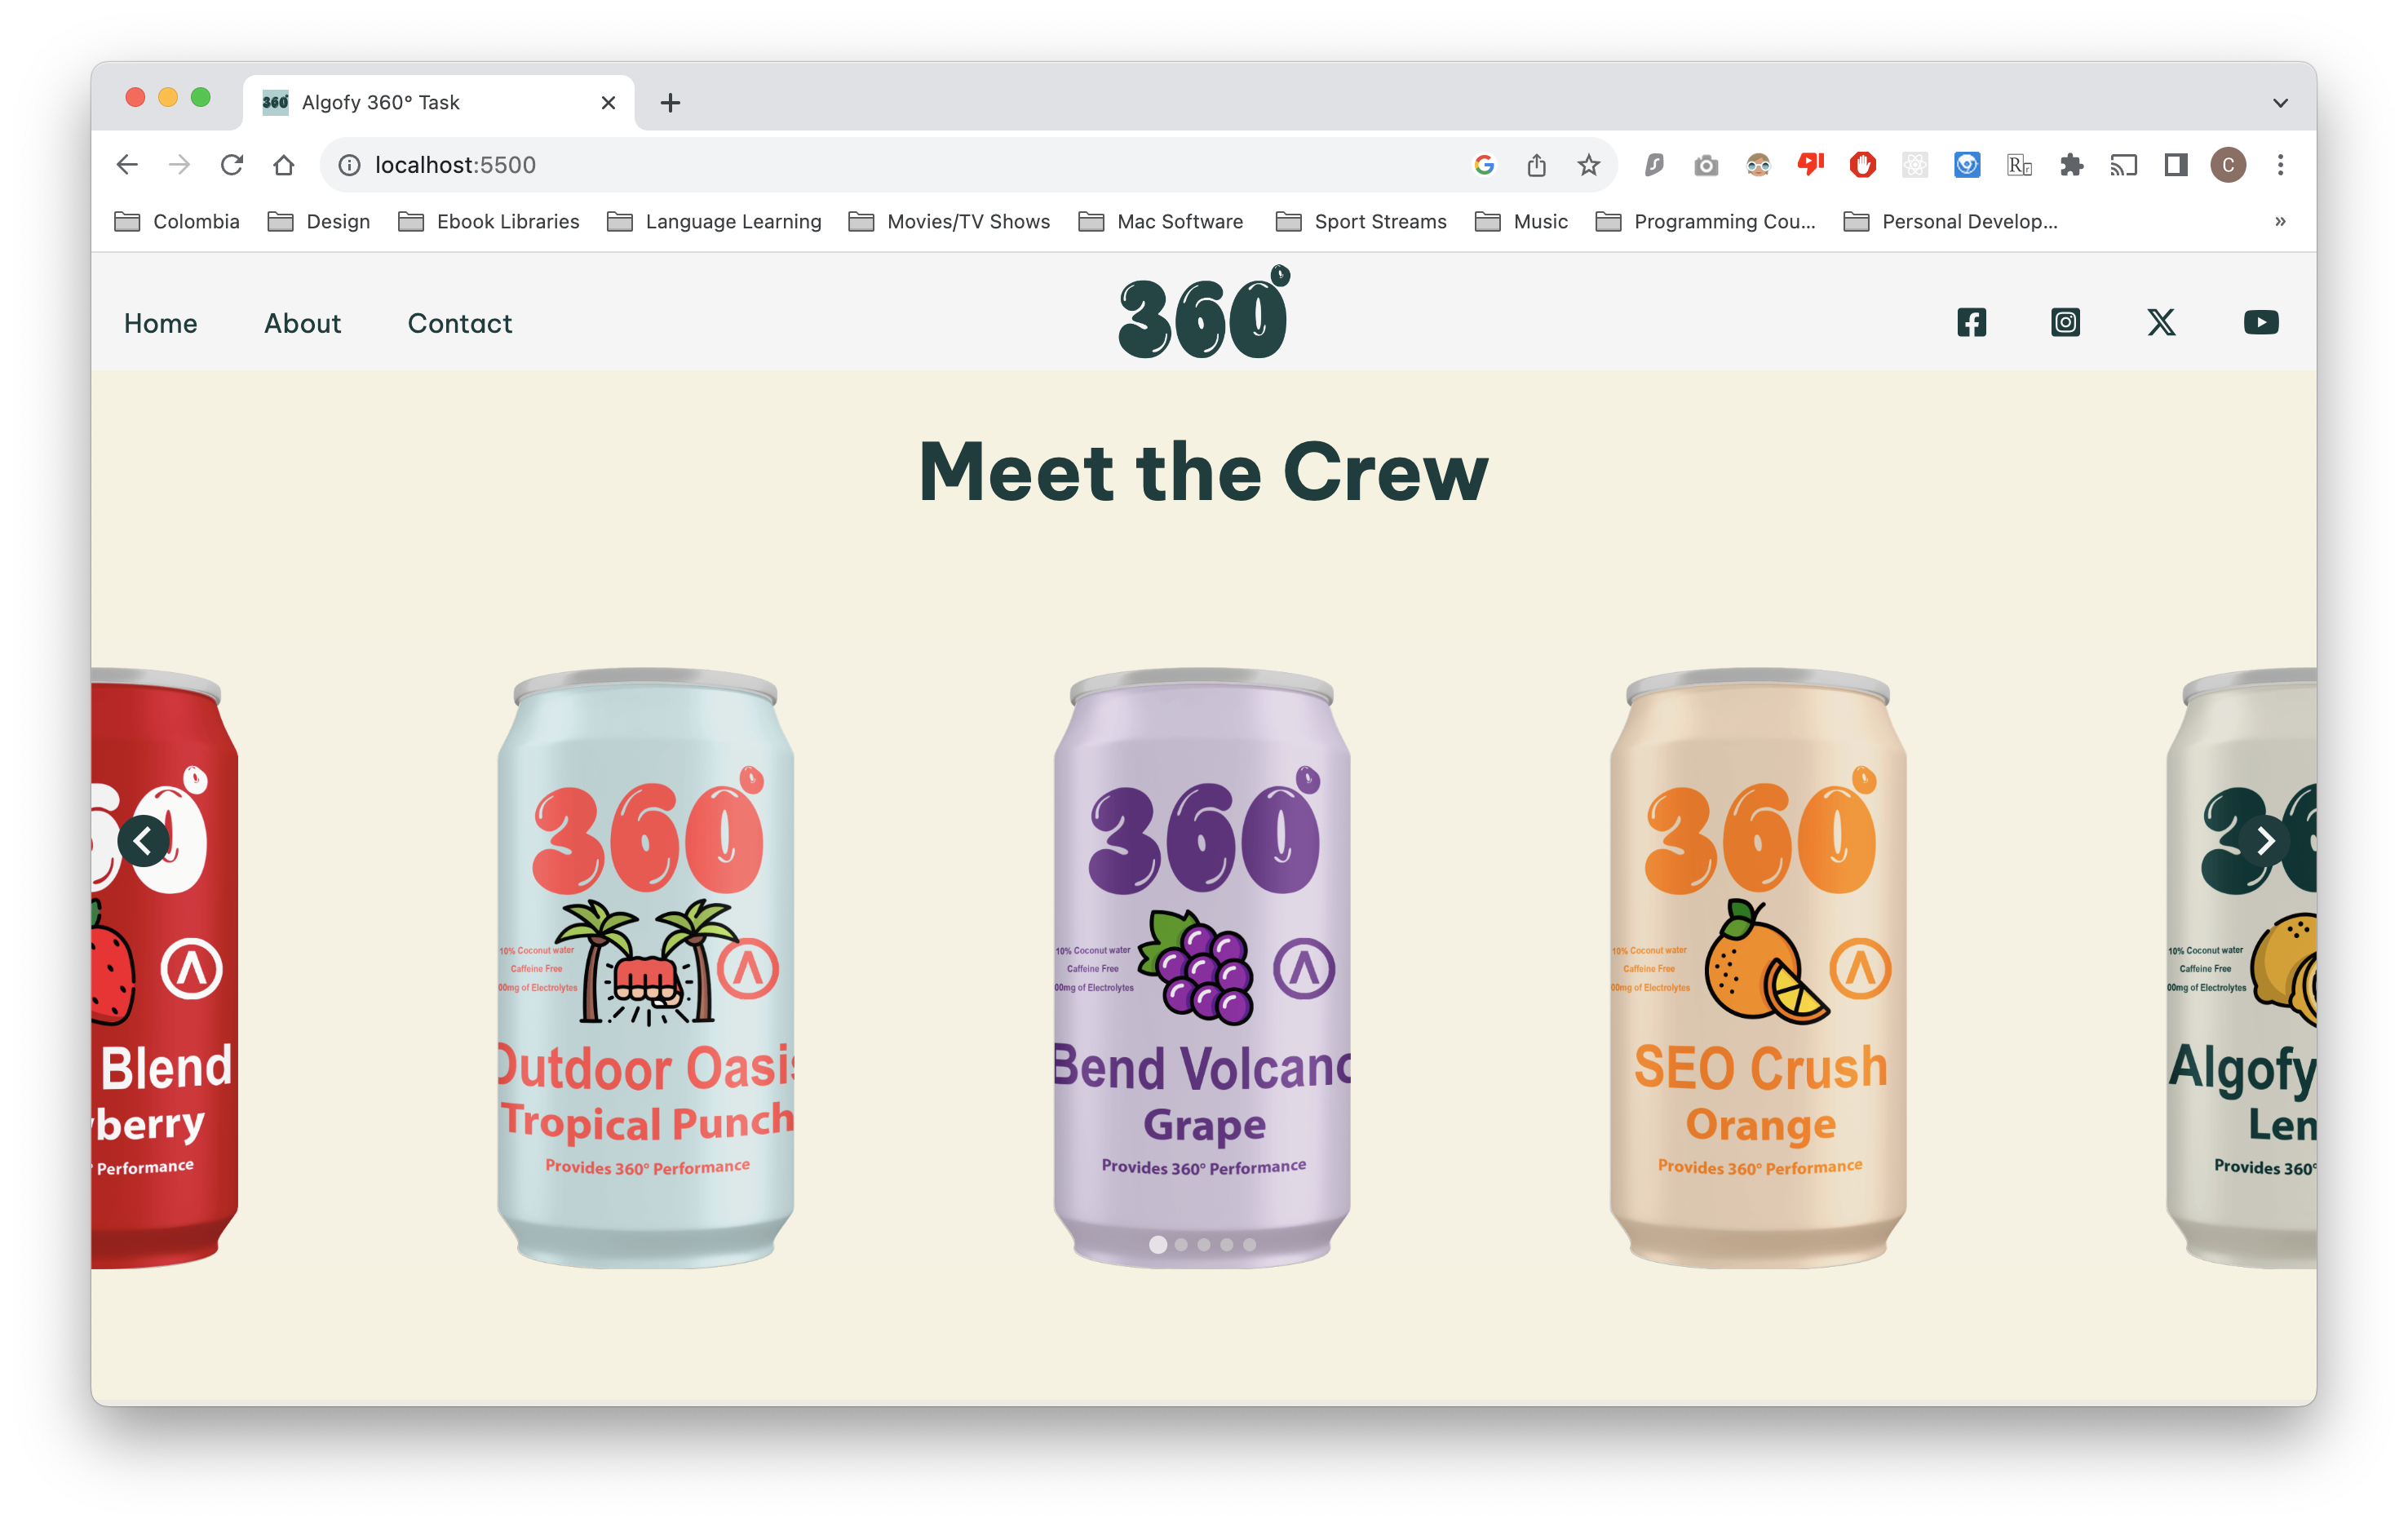 360°
Algofy 360° Task
localhost:5500
C
Colombia
Design
Ebook Libraries
Language Learning
Movies/TV Shows
Mac Software
Sport Streams
Music
Programming Cou...
Personal Develop...
»
Home
About
Contact
360°
Meet the Crew
60°
Blend
berry
° Performance
360°
10% Coconut water
Caffeine Free
00mg of Electrolytes
Outdoor Oasis
Tropical Punch
Provides 360° Performance
360°
10% Coconut water
Caffeine Free
00mg of Electrolytes
Bend Volcano
Grape
Provides 360° Performance
360°
10% Coconut water
Caffeine Free
00mg of Electrolytes
SEO Crush
Orange
Provides 360° Performance
36
10% Coconut water
Caffeine Free
00mg of Electrolytes
Algofy
Lem
Provides 360°